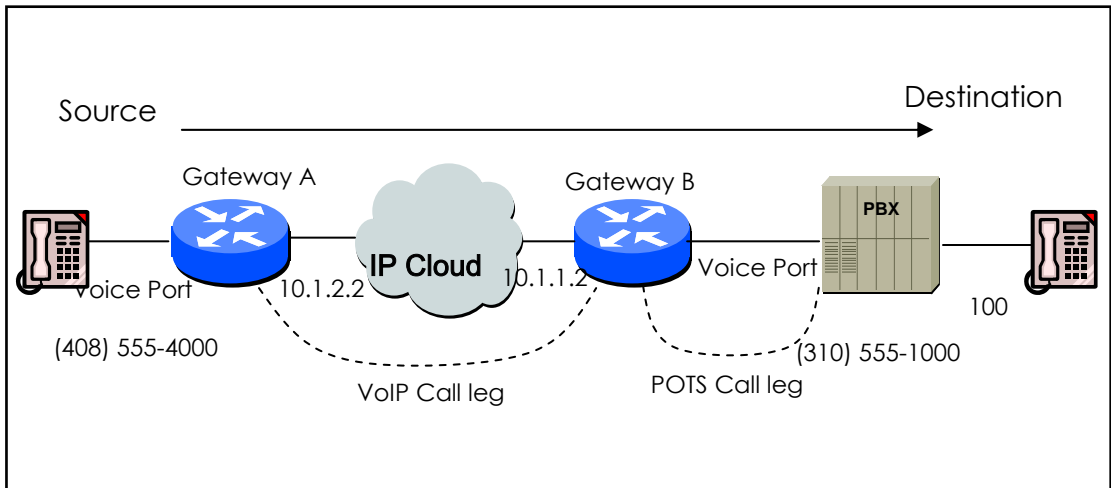 Source
Destination
Gateway A
Gateway B
PBX
IP Cloud
Voice Port
10.1.2.2
10.1.1.2
Voice Port
100
(408) 555-4000
(310) 555-1000
VoIP Call leg
POTS Call leg